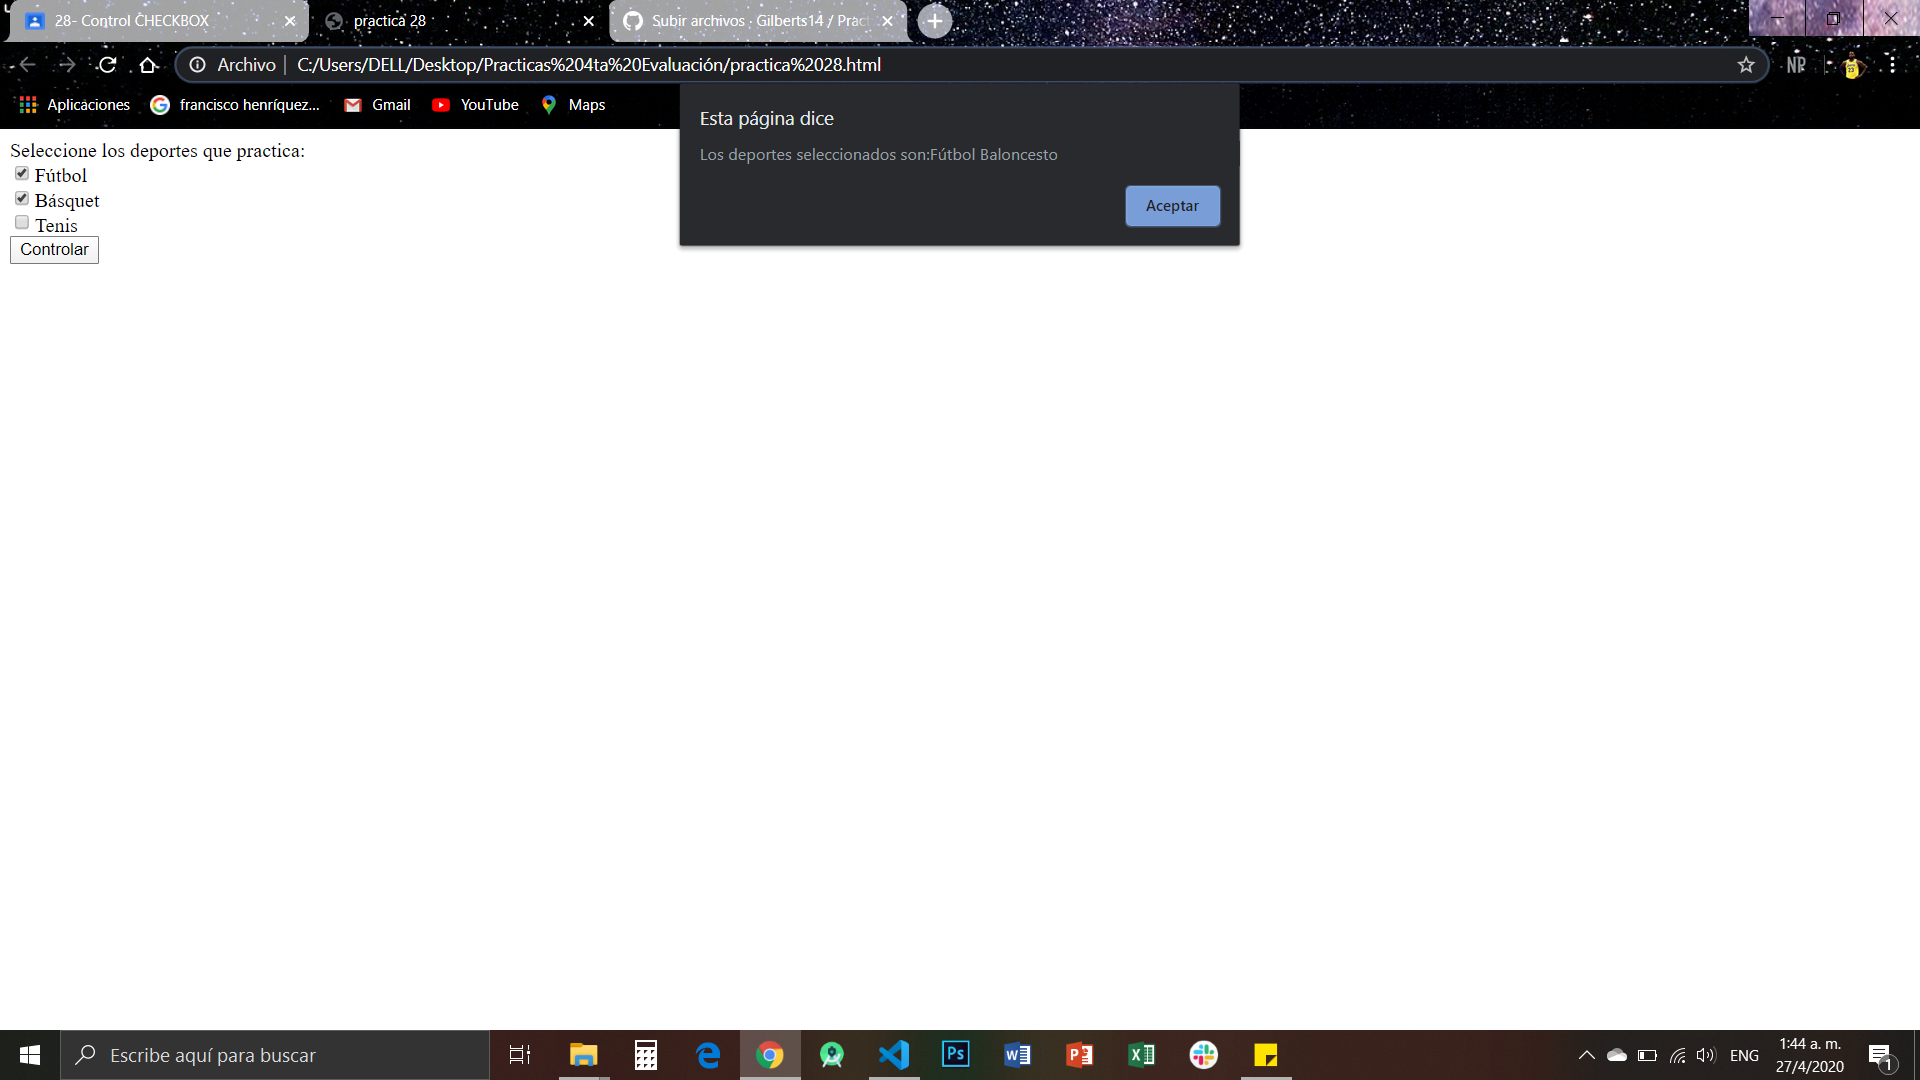 28- Control CHECKBOX
practica 28
Subir archivos · Gilberts14 / Prac
Archivo | C:/Users/DELL/Desktop/Practicas%204ta%20Evaluación/practica%2028.html
Aplicaciones
francisco henríquez...
Gmail
YouTube
Maps
Esta página dice
Los deportes seleccionados son:Fútbol Baloncesto
Aceptar
Seleccione los deportes que practica:
Fútbol
Básquet
Tenis
Controlar
Escribe aquí para buscar
Ps
ENG
1:44 a. m.
27/4/2020
1